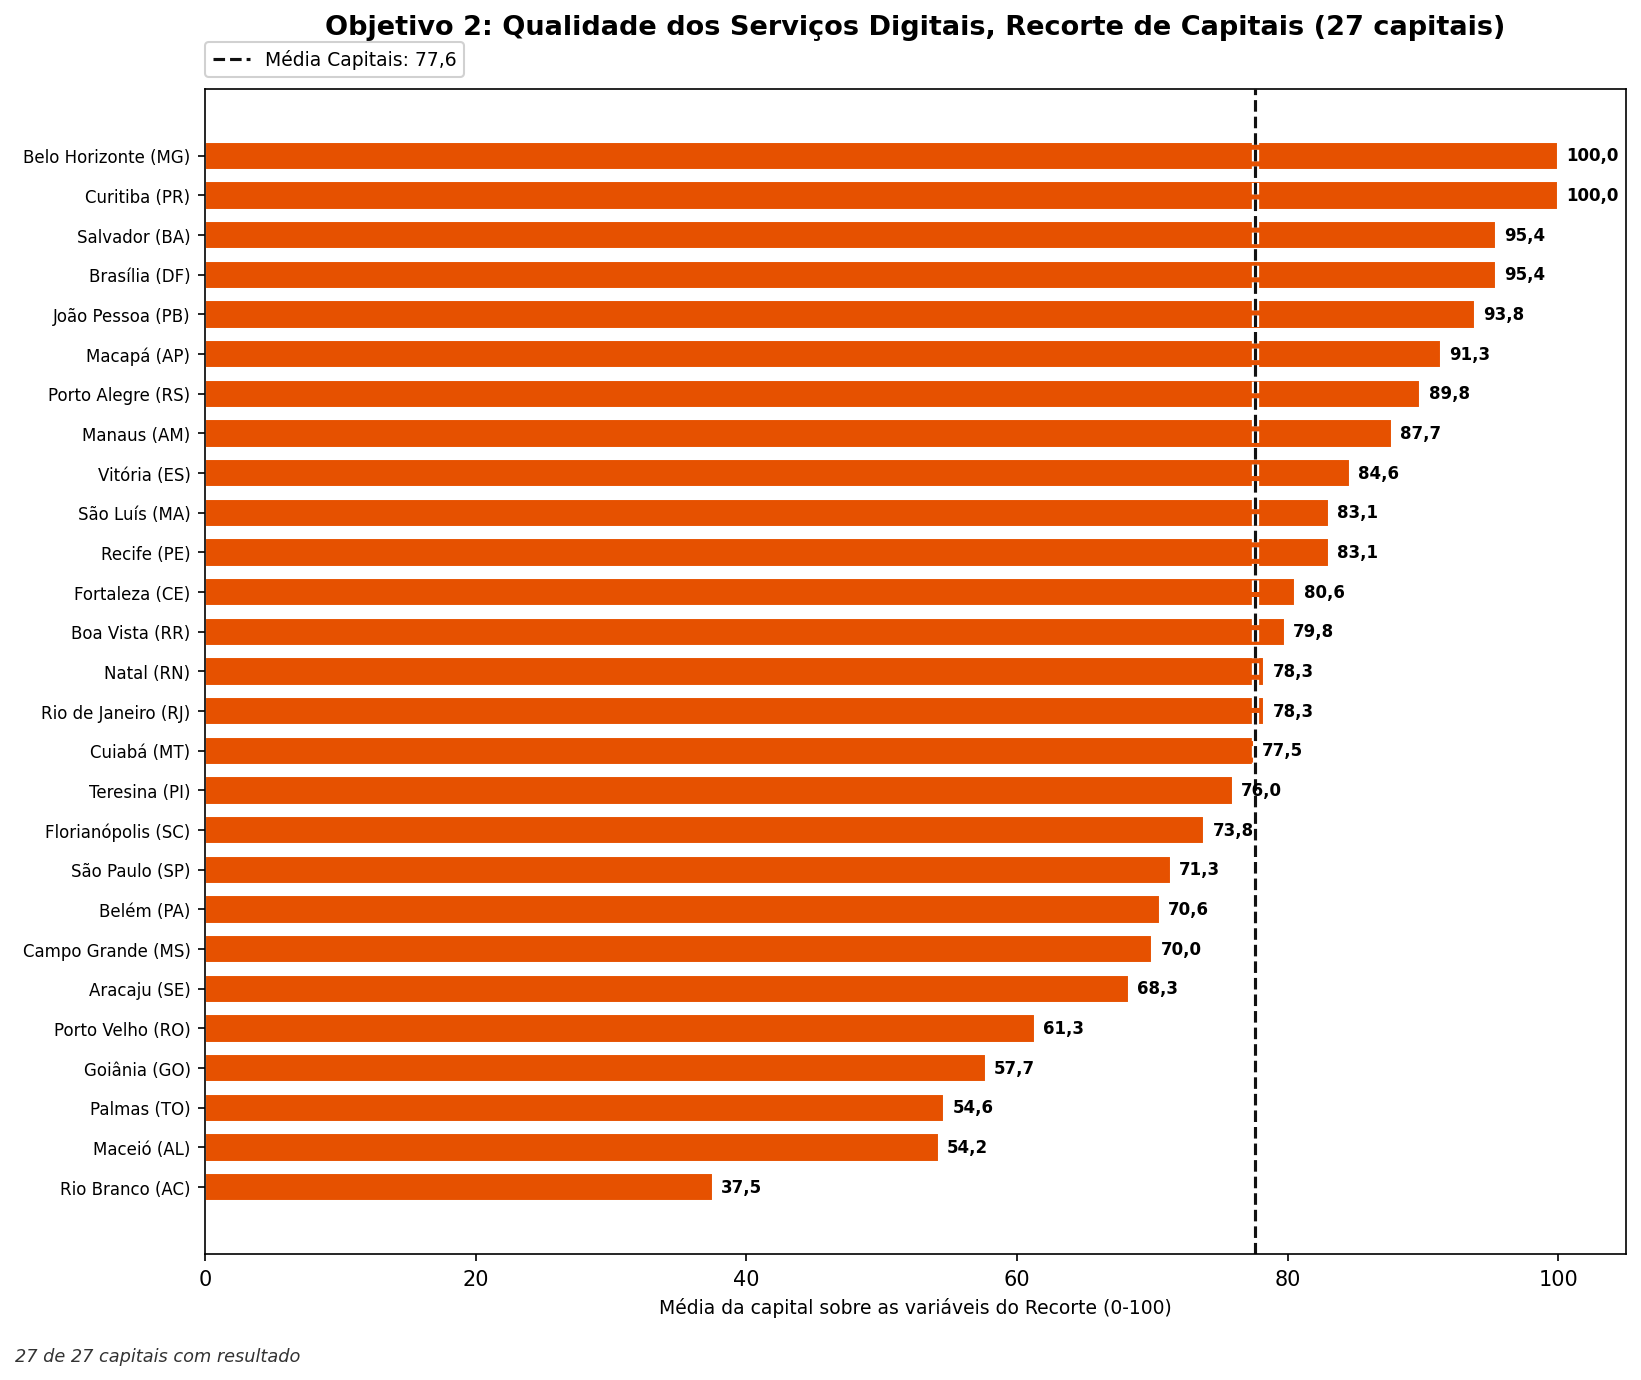 Objetivo 2: Qualidade dos Serviços Digitais, Recorte de Capitais (27 capitais)
Média Capitais: 77,6
Belo Horizonte (MG) 100,0
Curitiba (PR) 100,0
Salvador (BA) 95,4
Brasília (DF) 95,4
João Pessoa (PB) 93,8
Macapá (AP) 91,3
Porto Alegre (RS) 89,8
Manaus (AM) 87,7
Vitória (ES) 84,6
São Luís (MA) 83,1
Recife (PE) 83,1
Fortaleza (CE) 80,6
Boa Vista (RR) 79,8
Natal (RN) 78,3
Rio de Janeiro (RJ) 78,3
Cuiabá (MT) 77,5
Teresina (PI) 76,0
Florianópolis (SC) 73,8
São Paulo (SP) 71,3
Belém (PA) 70,6
Campo Grande (MS) 70,0
Aracaju (SE) 68,3
Porto Velho (RO) 61,3
Goiânia (GO) 57,7
Palmas (TO) 54,6
Maceió (AL) 54,2
Rio Branco (AC) 37,5
0 20 40 60 80 100
Média da capital sobre as variáveis do Recorte (0-100)
27 de 27 capitais com resultado